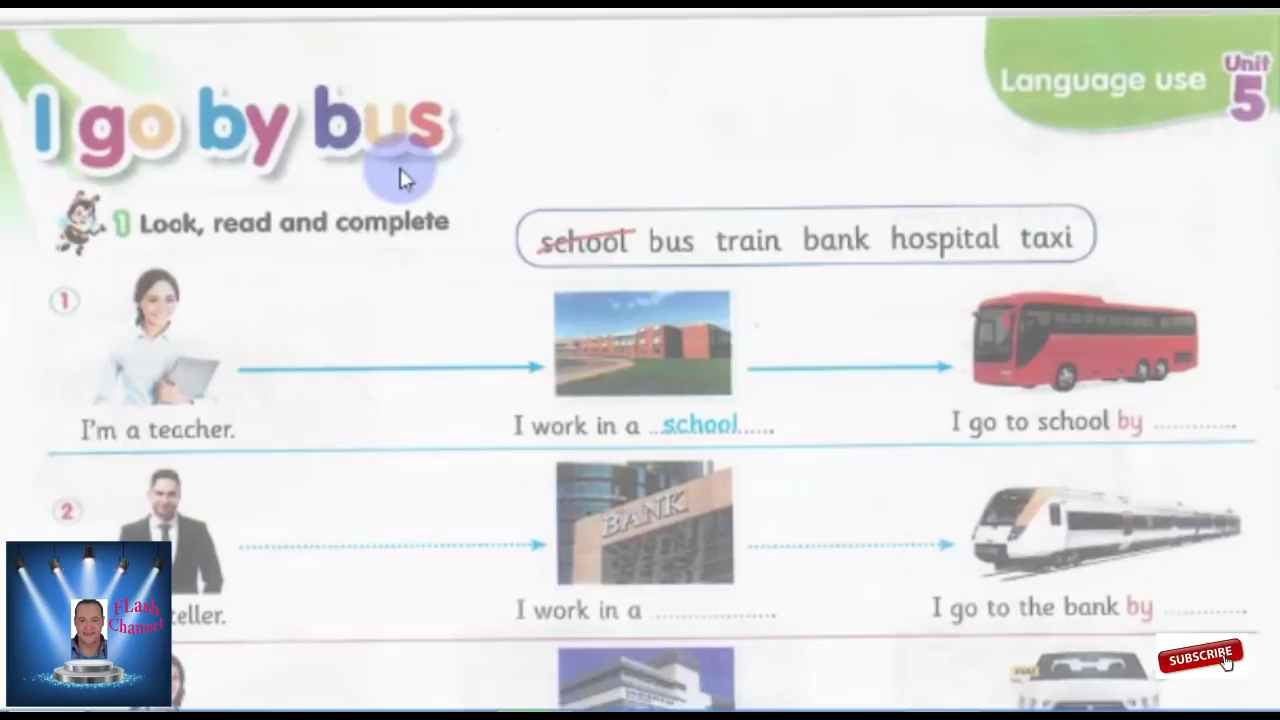 Language use
Unit
5
I go by bus
1 Look, read and complete
school bus train bank hospital taxi
1
I'm a teacher.
I work in a ..school......
I go to school by ............
BANK
2
teller.
I work in a ..................
I go to the bank by ............
FLash
Channel
SUBSCRIBE